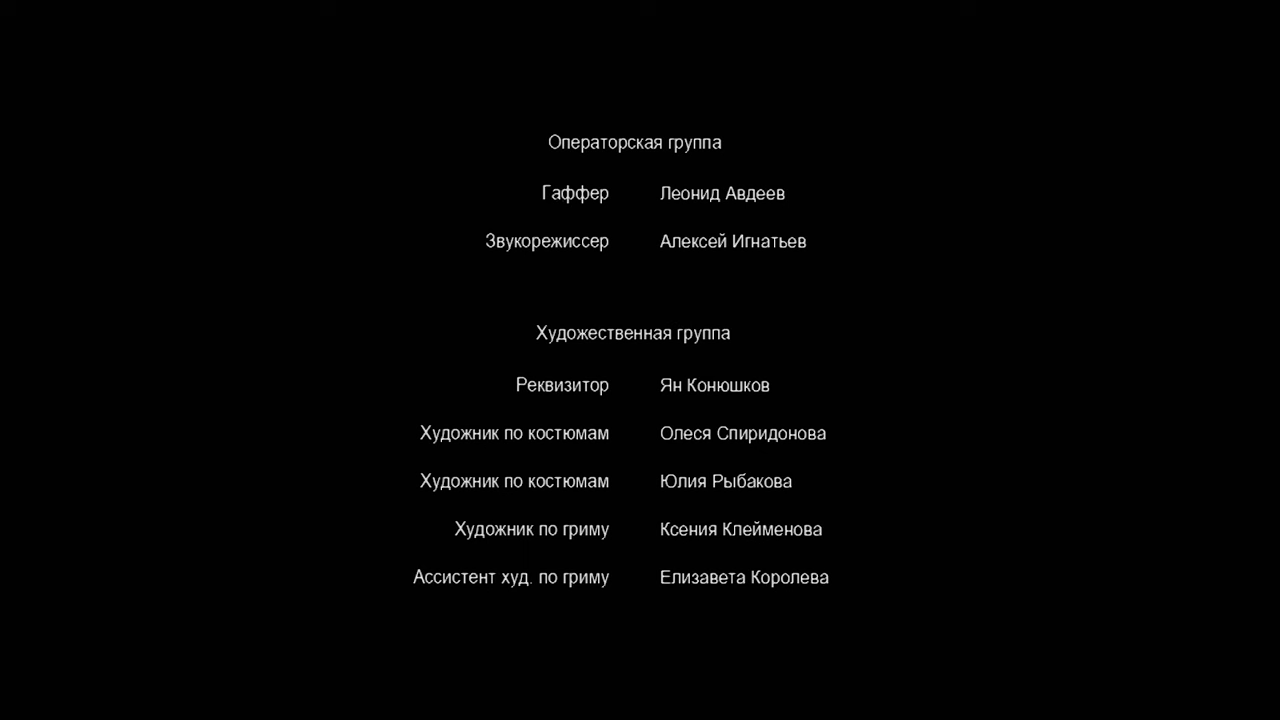 Операторская группа
Гаффер Леонид Авдеев
Звукорежиссер Алексей Игнатьев
Художественная группа
Реквизитор Ян Конюшков
Художник по костюмам Олеся Спиридонова
Художник по костюмам Юлия Рыбакова
Художник по гриму Ксения Клейменова
Ассистент худ. по гриму Елизавета Королева